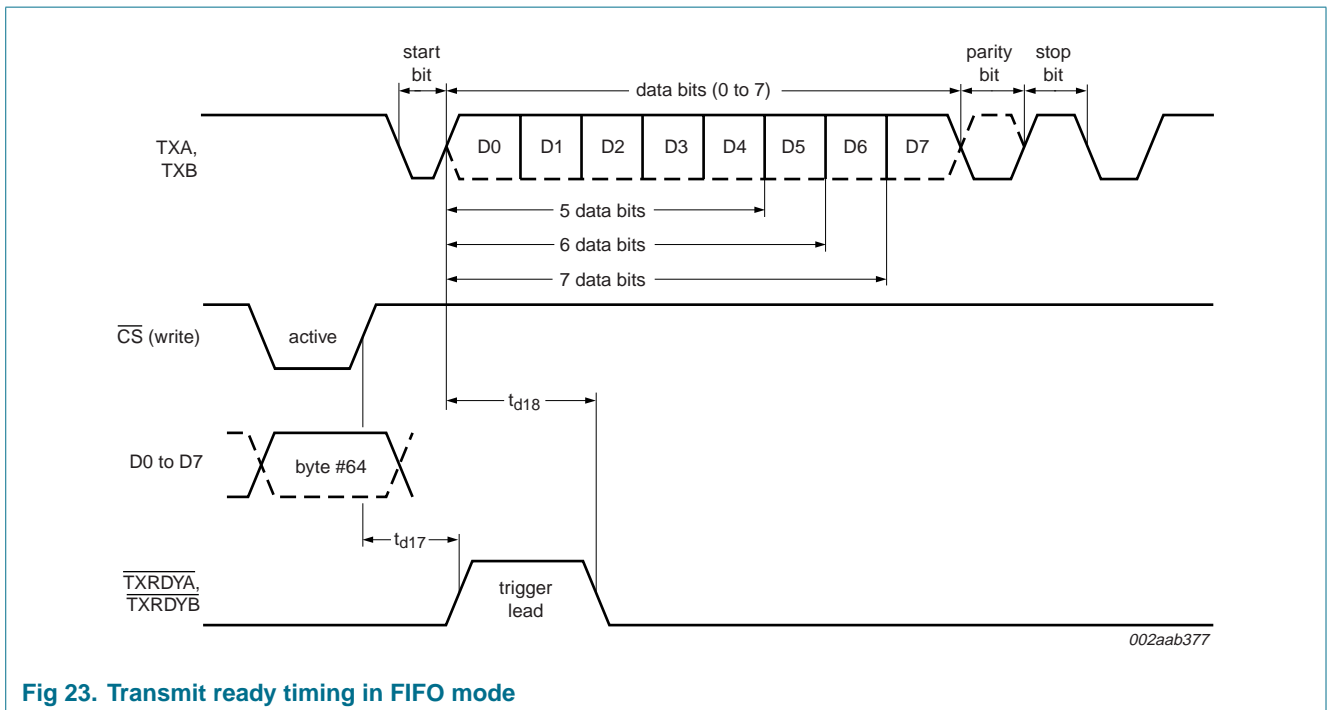 start
bit
data bits (0 to 7)
parity
bit
stop
bit
TXA,
TXB
D0 D1 D2 D3 D4 D5 D6 D7
5 data bits
6 data bits
7 data bits
CS (write)
active
td18
D0 to D7
byte #64
td17
TXRDYA,
TXRDYB
trigger
lead
002aab377
Fig 23. Transmit ready timing in FIFO mode